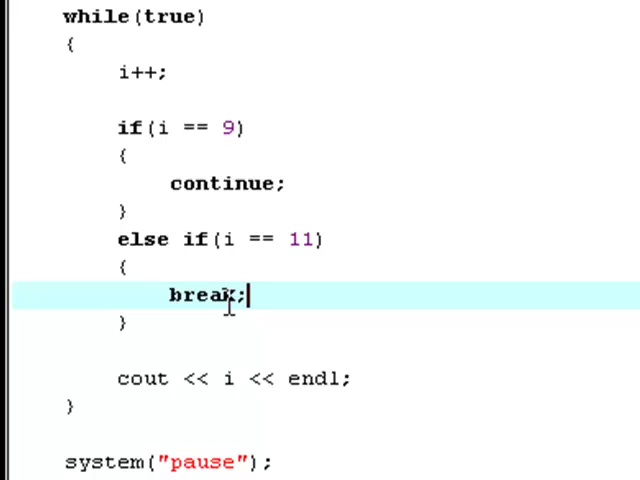 while(true)
{
i++;
if(i == 9)
{
continue;
}
else if(i == 11)
{
break;
}
cout << i << endl;
}
system("pause");